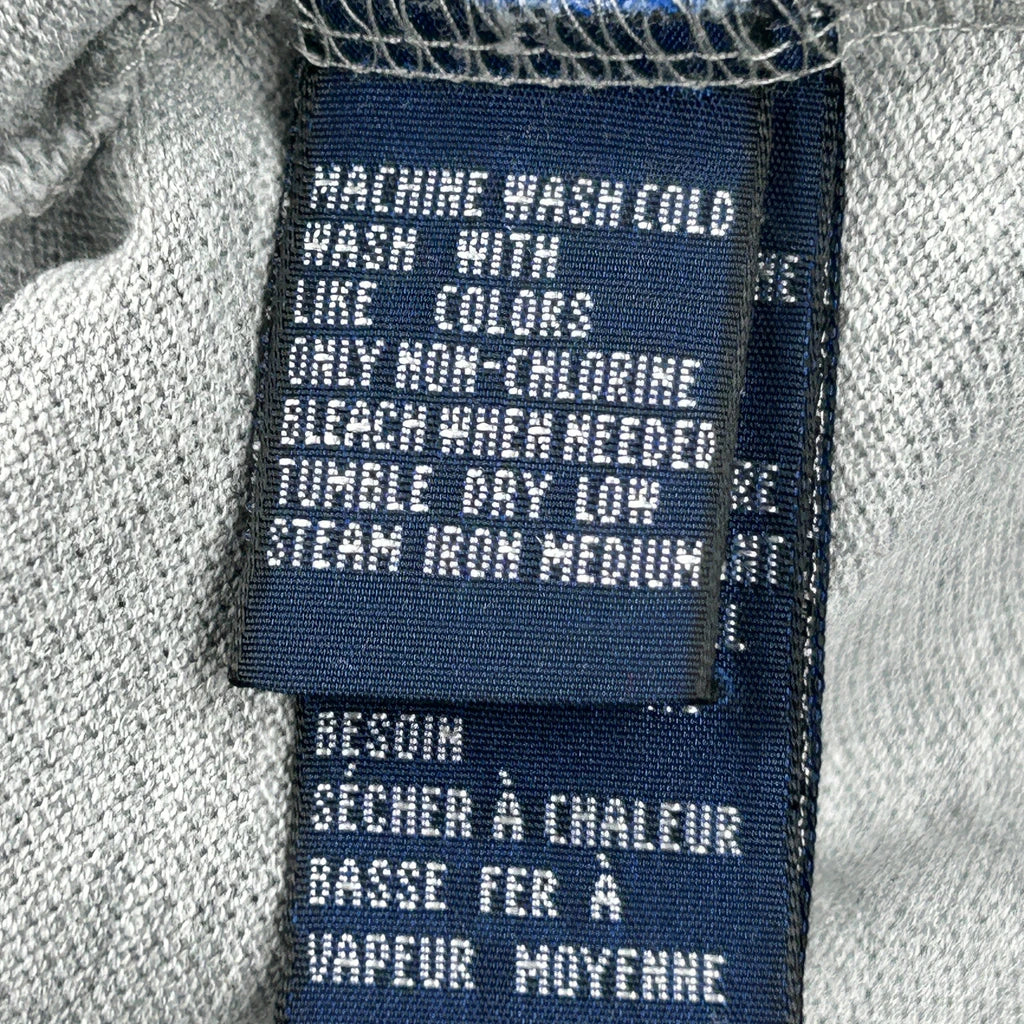 MACHINE WASH COLD
WASH WITH
LIKE COLORS
ONLY NON-CHLORINE
BLEACH WHEN NEEDED
TUMBLE DRY LOW
STEAM IRON MEDIUM
BESOIN
SÉCHER À CHALEUR
BASSE FER À
VAPEUR MOYENNE